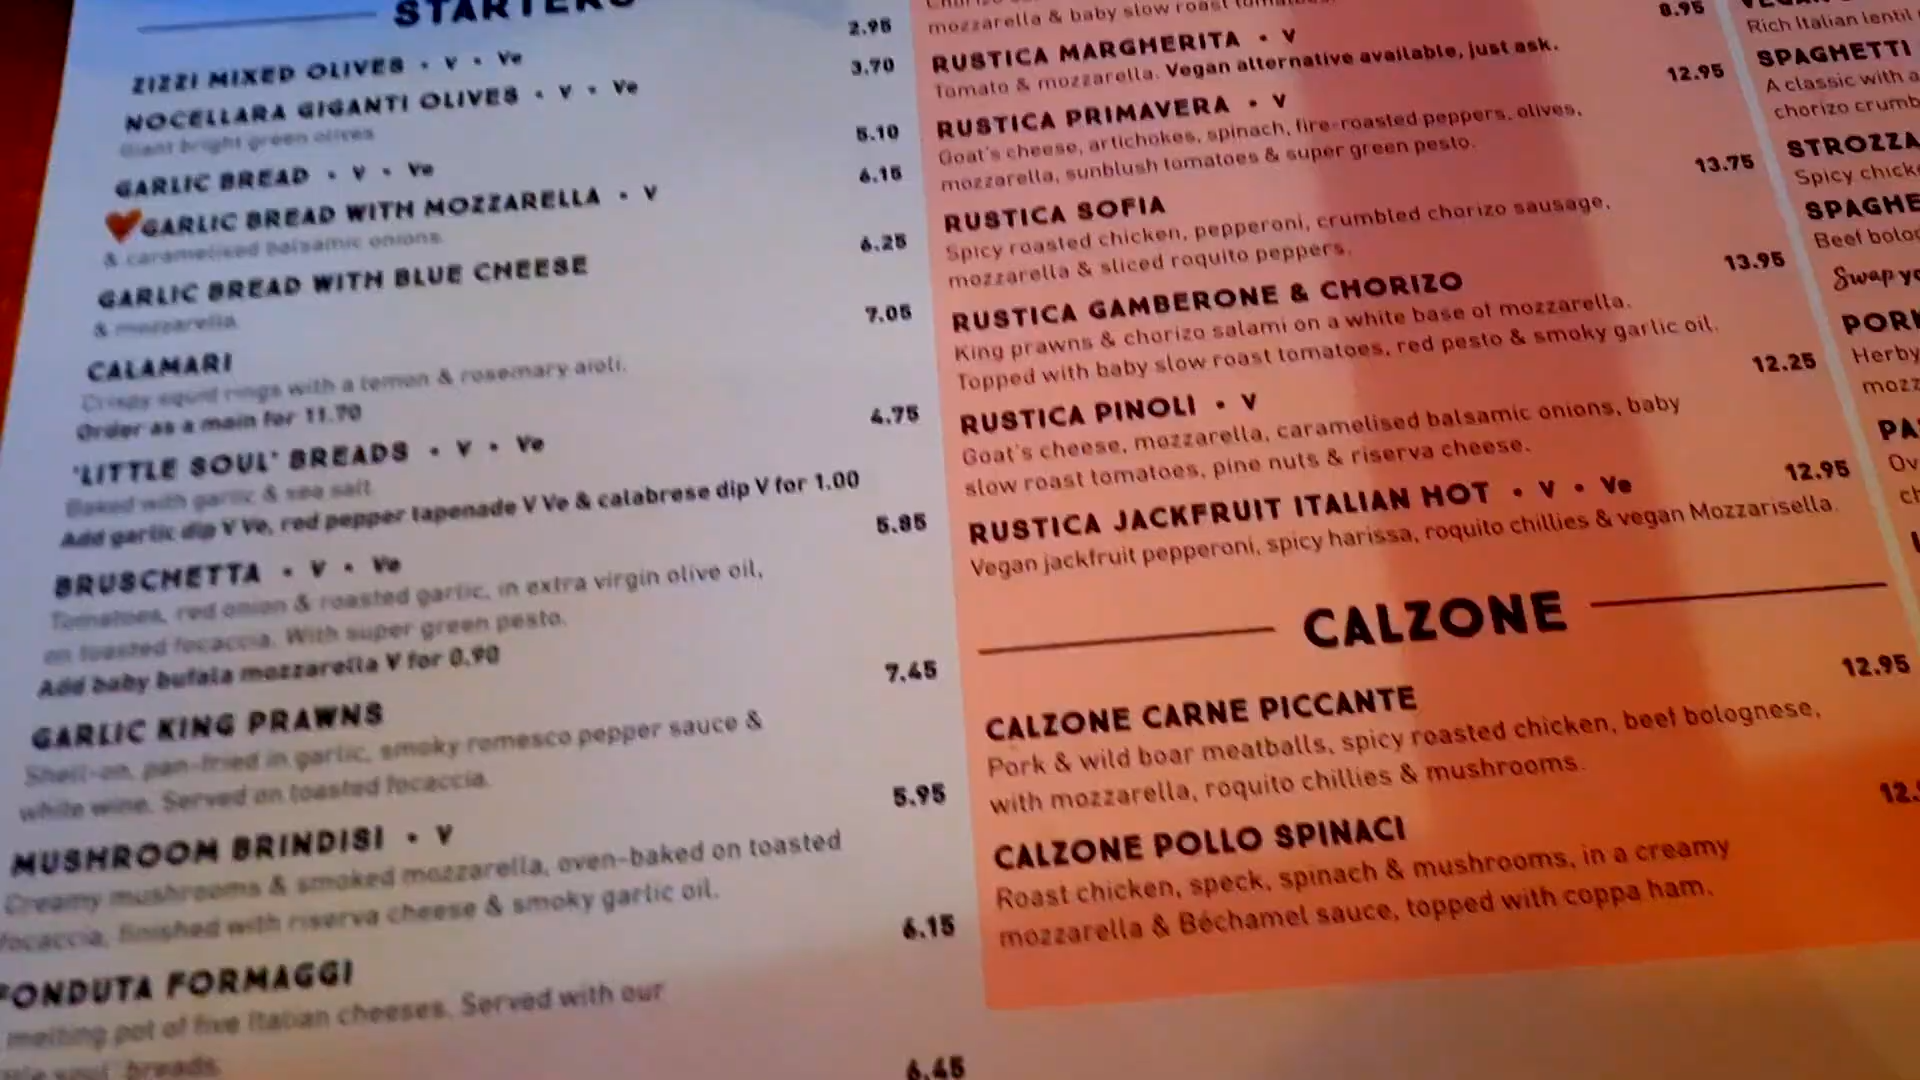 STARTERS
2.95
ZIZZI MIXED OLIVES • V • Ve
3.70
NOCELLARA GIGANTI OLIVES • V • Ve
Giant bright green olives
5.10
GARLIC BREAD • V • Ve
6.15
GARLIC BREAD WITH MOZZARELLA • V
& caramelised balsamic onions.
6.25
GARLIC BREAD WITH BLUE CHEESE
& mozzarella.
7.05
CALAMARI
Crispy squid rings with a lemon & rosemary aioli.
Order as a main for 11.70
4.75
'LITTLE SOUL' BREADS • V • Ve
Baked with garlic & sea salt.
Add garlic dip V Ve, red pepper tapenade V Ve & calabrese dip V for 1.00
5.85
BRUSCHETTA • V • Ve
Tomatoes, red onion & roasted garlic, in extra virgin olive oil,
on toasted focaccia. With super green pesto.
Add baby bufala mozzarella V for 0.90
7.45
GARLIC KING PRAWNS
Shell-on, pan-fried in garlic, smoky romesco pepper sauce &
white wine. Served on toasted focaccia.
5.95
MUSHROOM BRINDISI • V
Creamy mushrooms & smoked mozzarella, oven-baked on toasted
focaccia, finished with riserva cheese & smoky garlic oil.
6.15
FONDUTA FORMAGGI
melting pot of five Italian cheeses. Served with our
breads.
6.45
mozzarella & baby slow roast tomatoes.
8.95
RUSTICA MARGHERITA • V
Tomato & mozzarella. Vegan alternative available, just ask.
12.95
RUSTICA PRIMAVERA • V
Goat's cheese, artichokes, spinach, fire-roasted peppers, olives,
mozzarella, sunblush tomatoes & super green pesto.
13.75
RUSTICA SOFIA
Spicy roasted chicken, pepperoni, crumbled chorizo sausage,
mozzarella & sliced roquito peppers.
13.95
RUSTICA GAMBERONE & CHORIZO
King prawns & chorizo salami on a white base of mozzarella.
Topped with baby slow roast tomatoes, red pesto & smoky garlic oil.
12.25
RUSTICA PINOLI • V
Goat's cheese, mozzarella, caramelised balsamic onions, baby
slow roast tomatoes, pine nuts & riserva cheese.
12.95
RUSTICA JACKFRUIT ITALIAN HOT • V • Ve
Vegan jackfruit pepperoni, spicy harissa, roquito chillies & vegan Mozzarisella.
CALZONE
12.95
CALZONE CARNE PICCANTE
Pork & wild boar meatballs, spicy roasted chicken, beef bolognese,
with mozzarella, roquito chillies & mushrooms.
12.
CALZONE POLLO SPINACI
Roast chicken, speck, spinach & mushrooms, in a creamy
mozzarella & Béchamel sauce, topped with coppa ham.
Rich Italian lentil
SPAGHETTI
A classic with a
chorizo crumb
STROZZA
Spicy chick
SPAGHE
Beef bolo
Swap yo
PORK
Herby
mozz
PA
Ov
ch